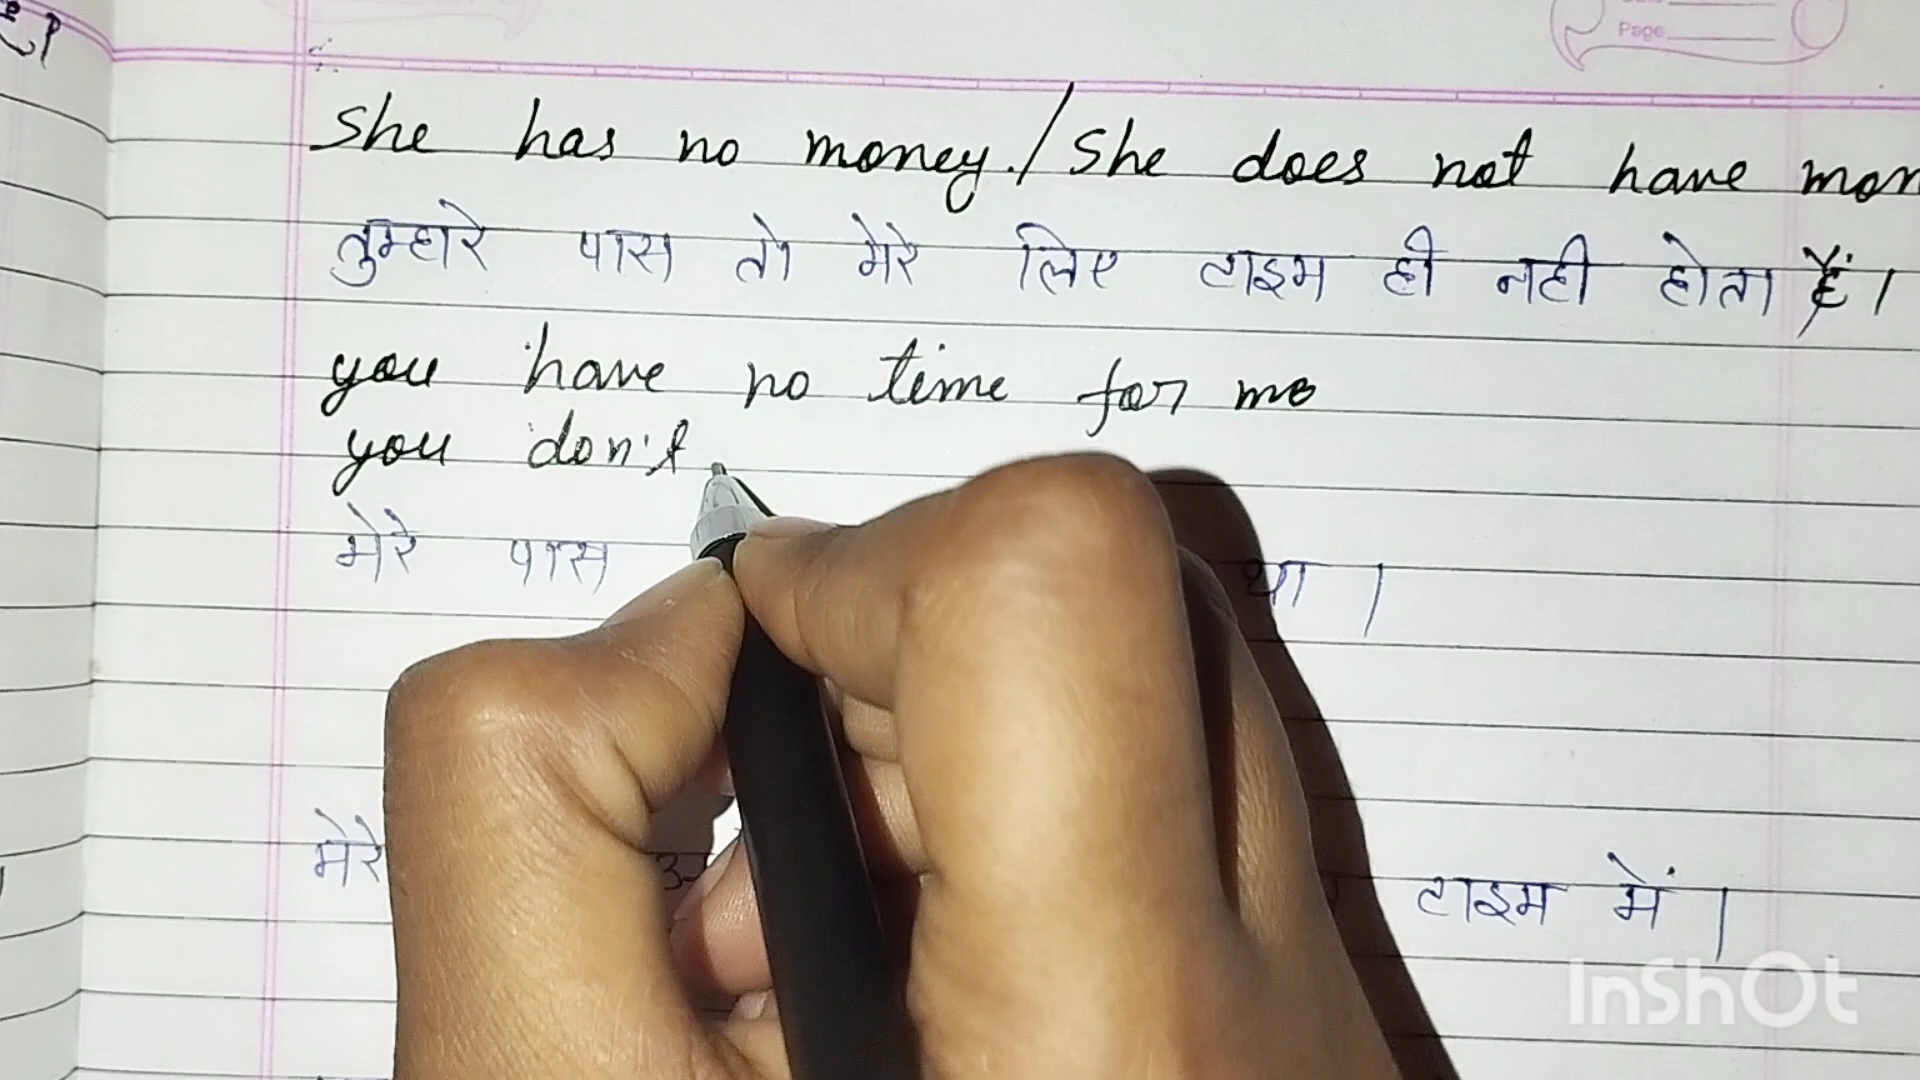 Page
She has no money. / She does not have
तुम्हारे पास तो मेरे लिए टाइम ही नही होता हैं।
you have no time for me
you don't
मेरे पास था।
मेरे टाइम में।
InShOt